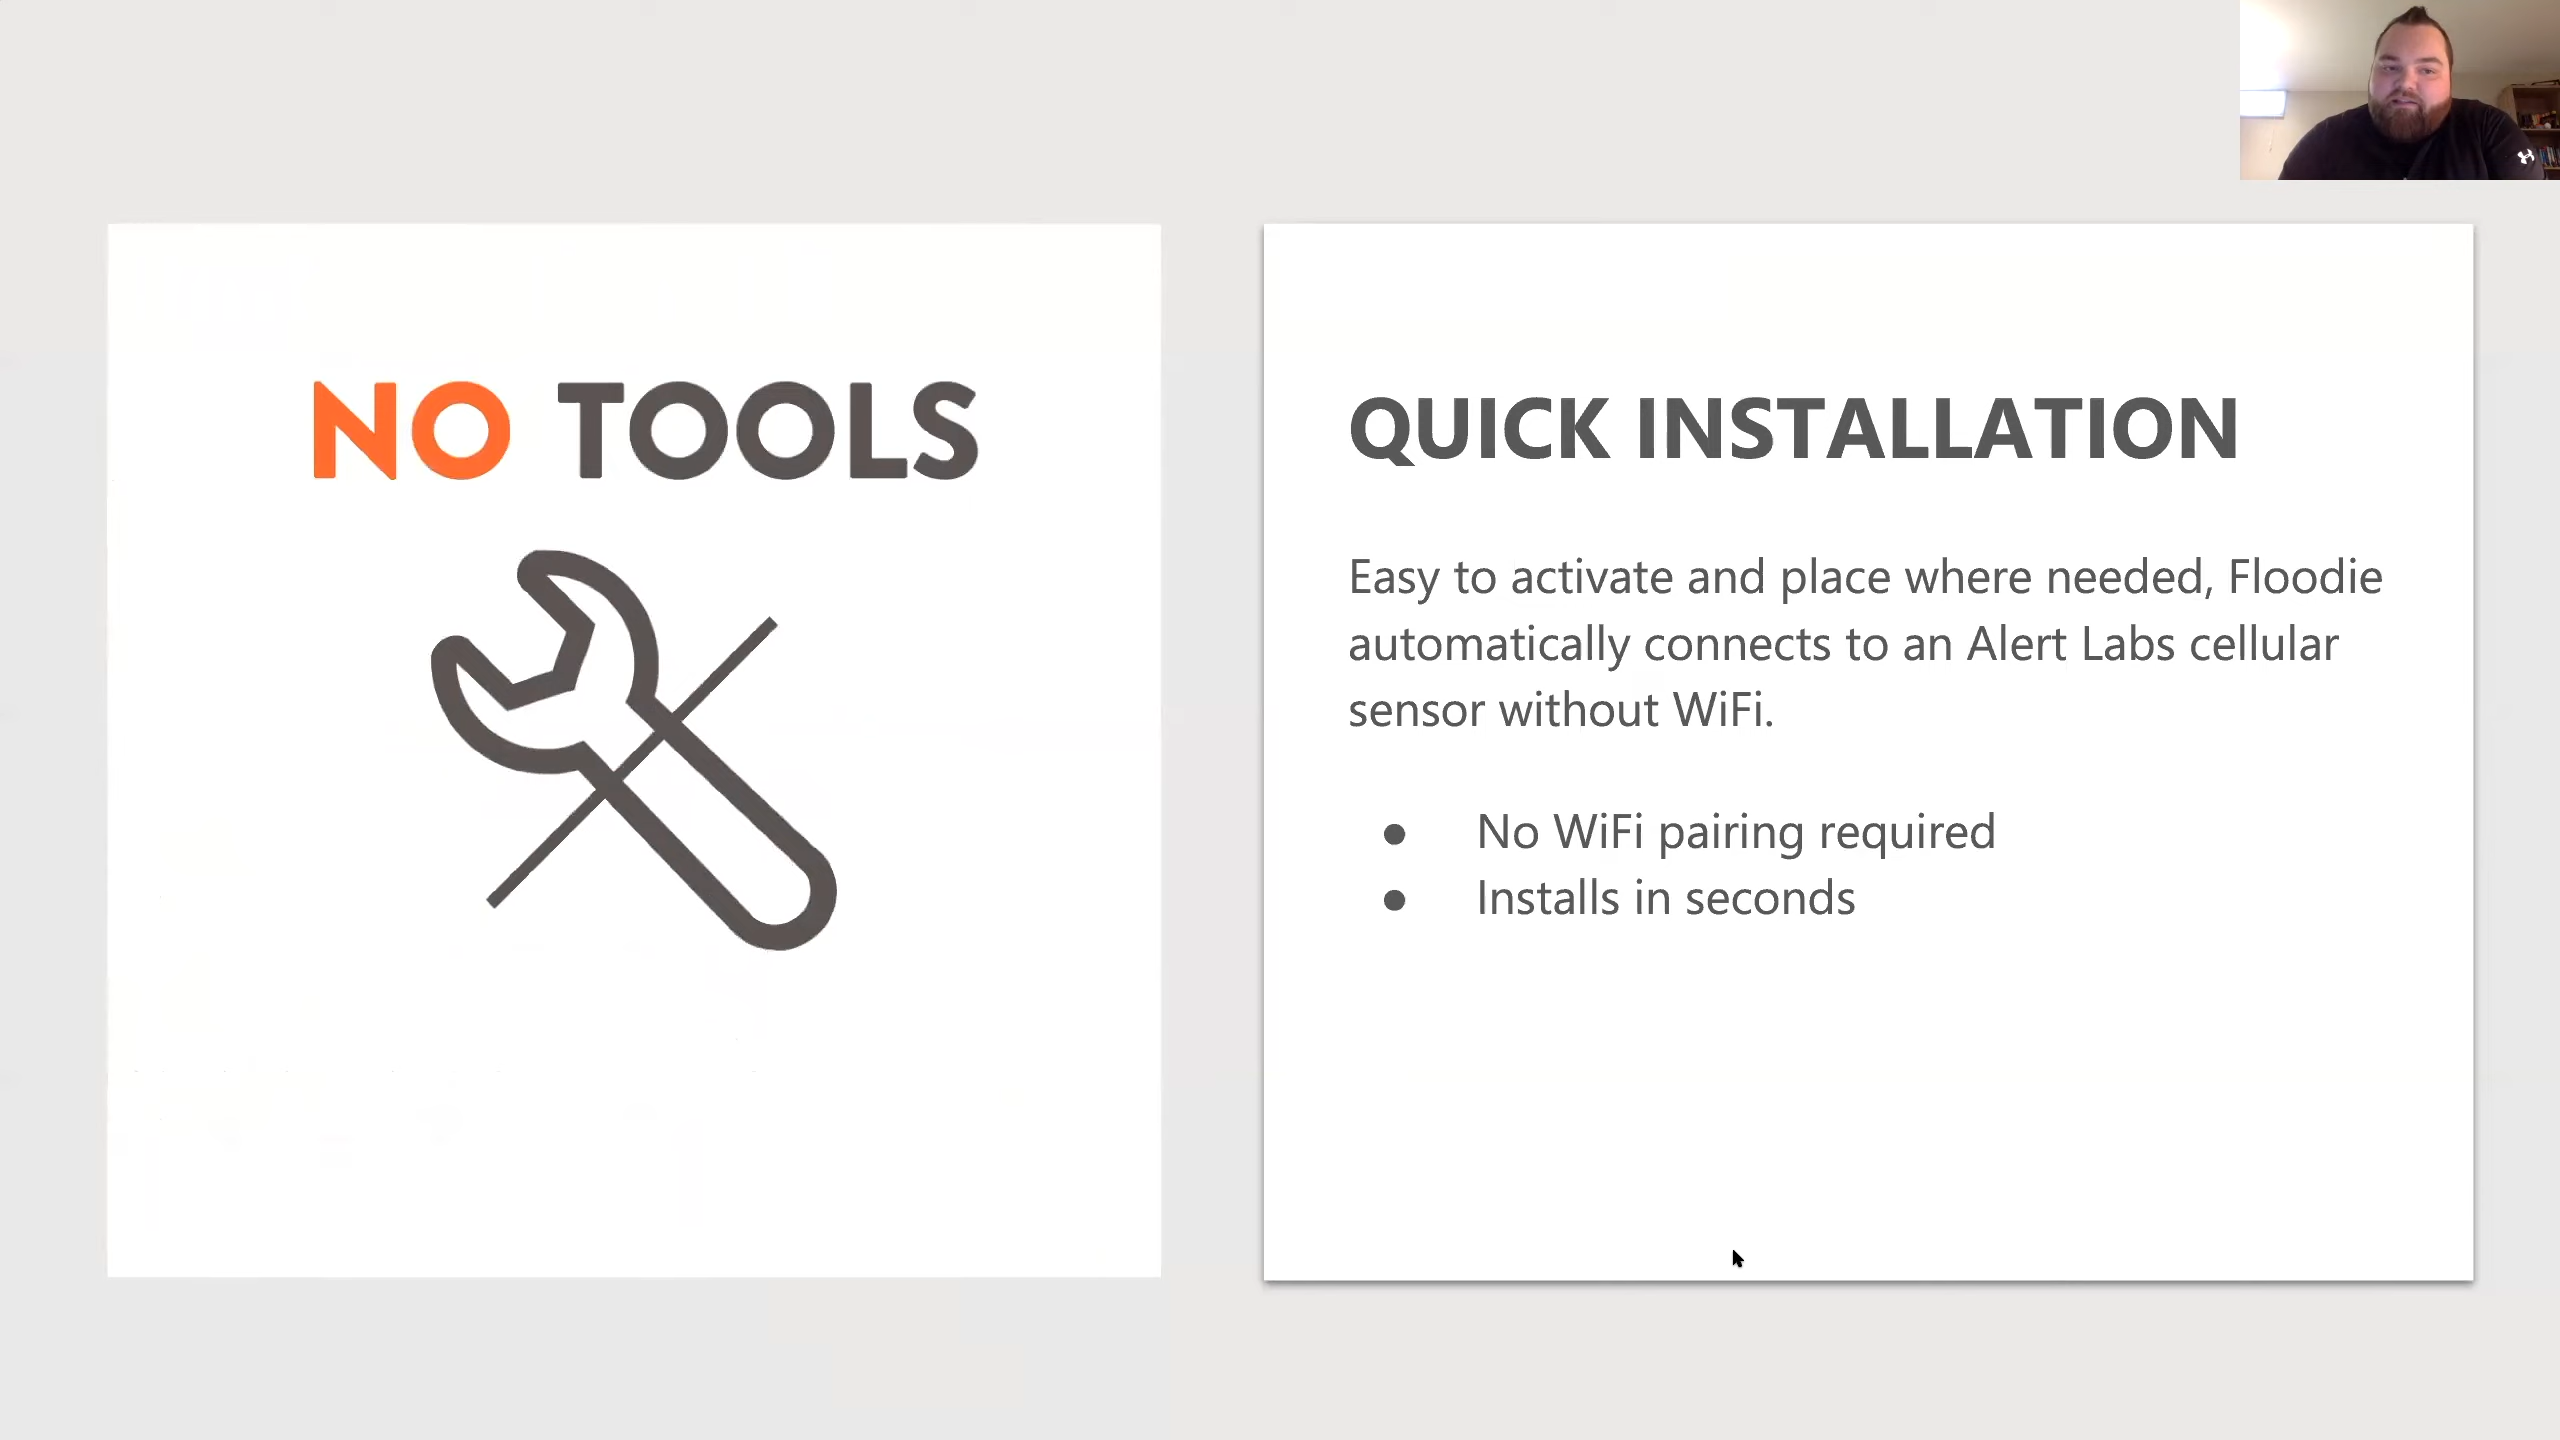 NO TOOLS
QUICK INSTALLATION
Easy to activate and place where needed, Floodie
automatically connects to an Alert Labs cellular
sensor without WiFi.
● No WiFi pairing required
● Installs in seconds